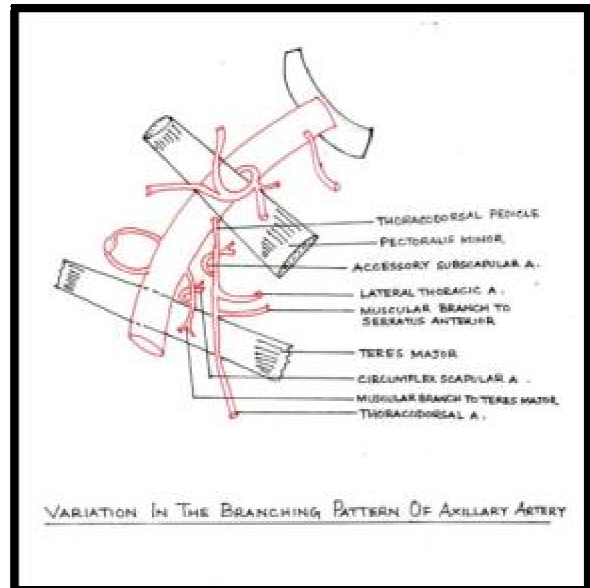 THORACODORSAL PEDICLE
PECTORALIS MINOR
ACCESSORY SUBSCAPULAR A.
LATERAL THORACIC A.
MUSCULAR BRANCH TO
SERRATUS ANTERIOR
TERES MAJOR
CIRCUMFLEX SCAPULAR A.
MUSCULAR BRANCH TO TERES MAJOR
THORACODORSAL A.
VARIATION IN THE BRANCHING PATTERN OF AXILLARY ARTERY